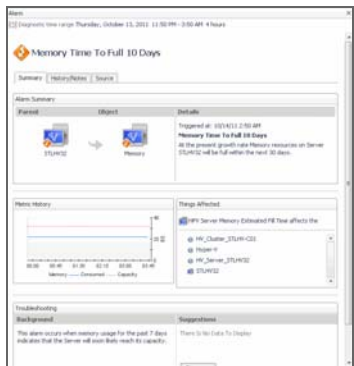 Alarm
Diagnostic time range Thursday, October 13, 2011 11:50 PM - 3:50 AM 4 hours
Memory Time To Full 10 Days
Summary History/Notes Source
Alarm Summary
Parent Object Details
Triggered at: 10/14/11 2:50 AM
Memory Time To Full 10 Days
At the present growth rate Memory resources on Server STLHV32 will be full within the next 30 days.
STLHV32 Memory
Metric History
Things Affected
HFV Server Memory Estimated Fill Time affects the
HV_Cluster_STLHV-C01
Hyper-V
HV_Server_STLHV32
STLHV32
Memory Consumed Capacity
Troubleshooting
Background Suggestions
This alarm occurs when memory usage for the past 7 days indicates that the Server will soon likely reach its capacity.
There Is No Data To Display